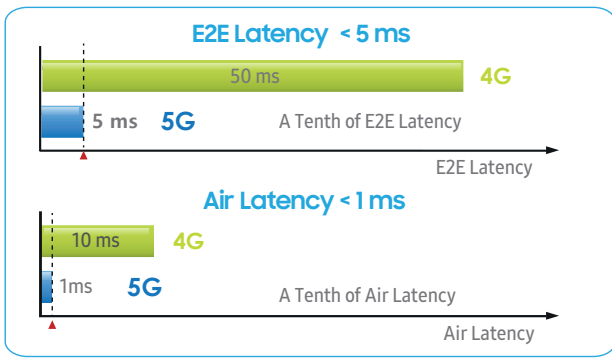 E2E Latency < 5 ms
50 ms 4G
5 ms 5G A Tenth of E2E Latency
E2E Latency
Air Latency < 1 ms
10 ms 4G
1ms 5G A Tenth of Air Latency
Air Latency